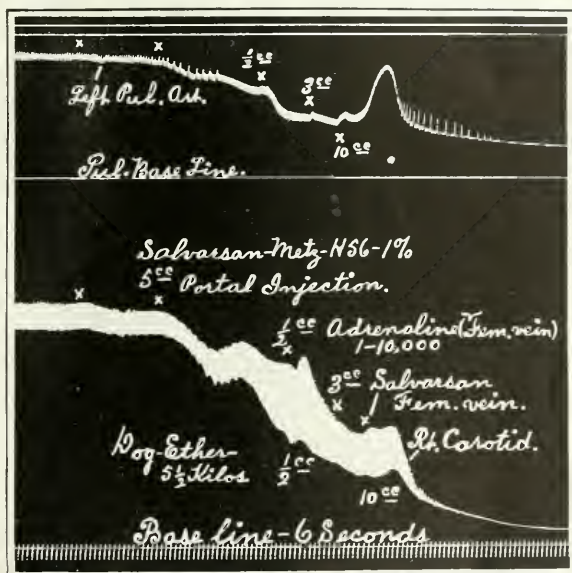 x x
½ cc
x
3 cc
x
Left Pul. Art.
x
10 cc
Pul. Base Line.
Salvarsan-Metz-H56-1%
5 cc Portal Injection.
x x
½ cc Adrenaline (Fem. vein)
x 1-10,000
3 cc Salvarsan
x x Fem. vein.
Dog-Ether-
5½ Kilos
½ cc
Rt. Carotid.
10 cc
Base line-6 Seconds